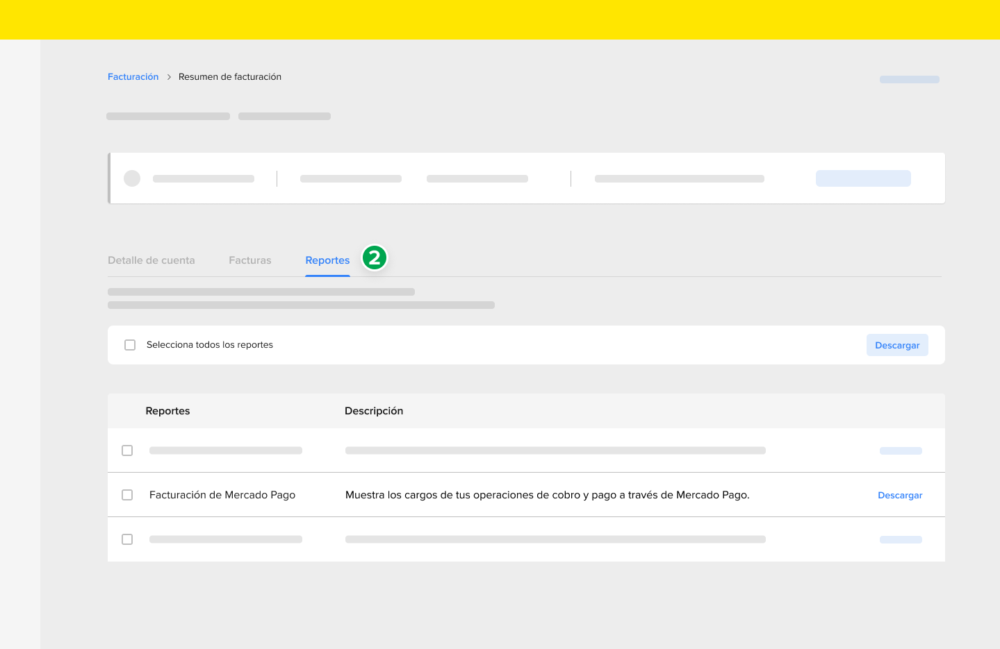 Facturación > Resumen de facturación
Detalle de cuenta Facturas Reportes 2
Selecciona todos los reportes Descargar
Reportes Descripción
Facturación de Mercado Pago Muestra los cargos de tus operaciones de cobro y pago a través de Mercado Pago. Descargar